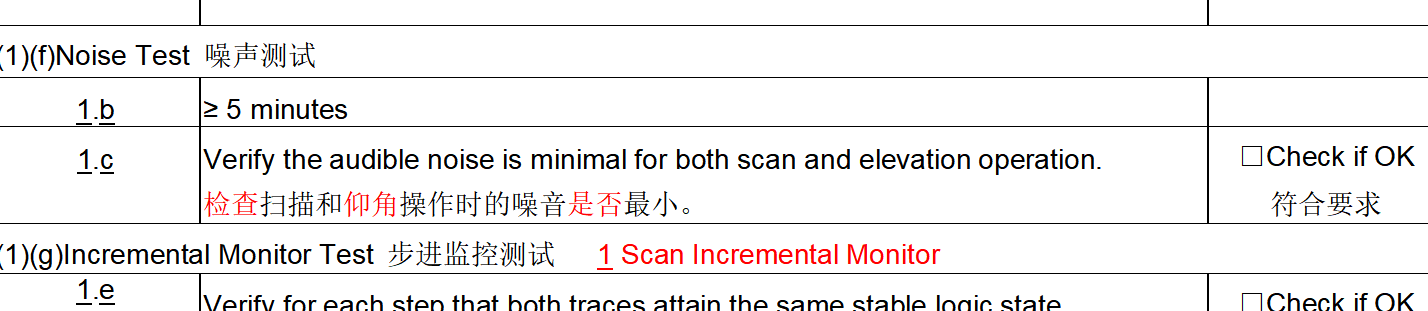 (1)(f)Noise Test 噪声测试
1.b ≥ 5 minutes
1.c Verify the audible noise is minimal for both scan and elevation operation. □Check if OK
检查扫描和仰角操作时的噪音是否最小。 符合要求
(1)(g)Incremental Monitor Test 步进监控测试 1 Scan Incremental Monitor
1.e Verify for each step that both traces attain the same stable logic state □Check if OK